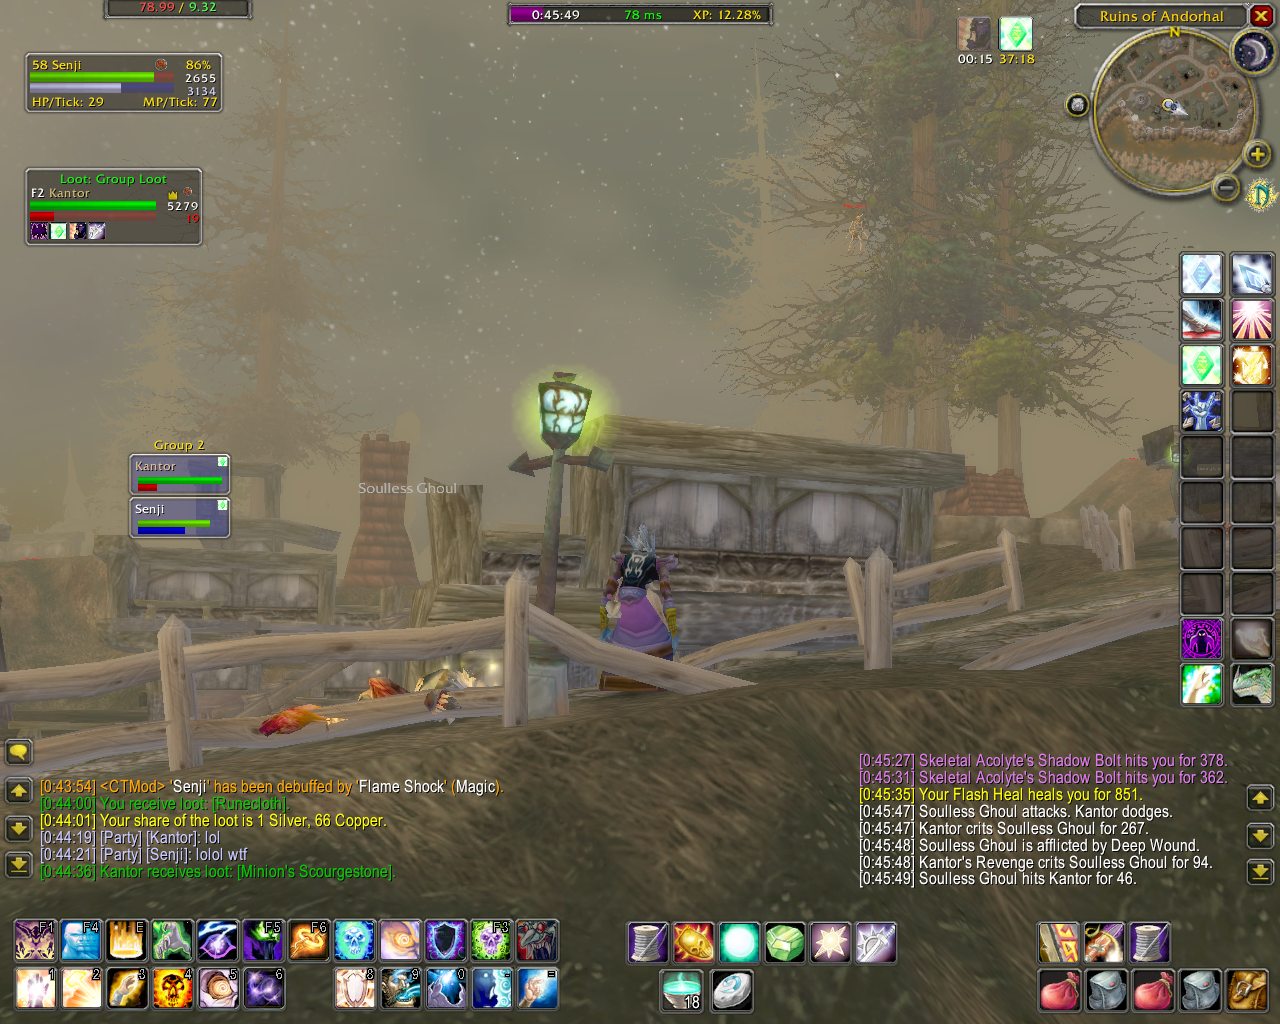 78.99 / 9.32
0:45:49 78 ms XP: 12.28%
Ruins of Andorhal
N
00:15 37:18
58 Senji 86%
2655
3134
HP/Tick: 29 MP/Tick: 77
Loot: Group Loot
F2 Kantor
5279
19
Group 2
Kantor
Senji
Soulless Ghoul
[0:43:54] <CTMod> 'Senji' has been debuffed by 'Flame Shock' (Magic).
[0:44:00] You receive loot: [Runecloth].
[0:44:01] Your share of the loot is 1 Silver, 66 Copper.
[0:44:19] [Party] [Kantor]: lol
[0:44:21] [Party] [Senji]: lolol wtf
[0:44:36] Kantor receives loot: [Minion's Scourgestone].
[0:45:27] Skeletal Acolyte's Shadow Bolt hits you for 378.
[0:45:31] Skeletal Acolyte's Shadow Bolt hits you for 362.
[0:45:35] Your Flash Heal heals you for 851.
[0:45:47] Soulless Ghoul attacks. Kantor dodges.
[0:45:47] Kantor crits Soulless Ghoul for 267.
[0:45:48] Soulless Ghoul is afflicted by Deep Wound.
[0:45:48] Kantor's Revenge crits Soulless Ghoul for 94.
[0:45:49] Soulless Ghoul hits Kantor for 46.
F1 F4 E F5 F6 F3
1 2 3 4 5 6 8 9 0 - =
18